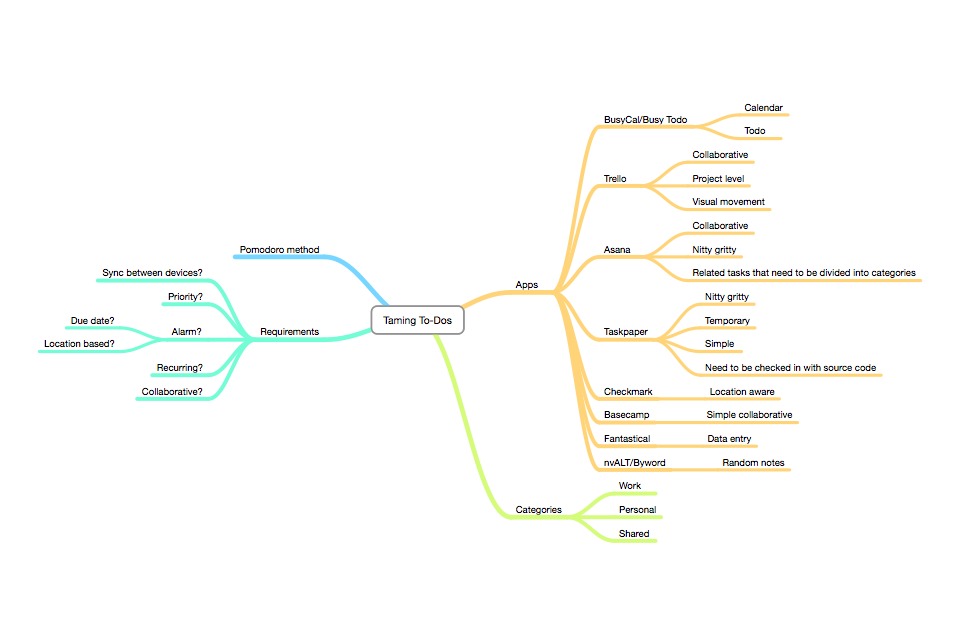 Taming To-Dos
Pomodoro method
Requirements
Sync between devices?
Priority?
Alarm?
Due date?
Location based?
Recurring?
Collaborative?
Apps
BusyCal/Busy Todo
Calendar
Todo
Trello
Collaborative
Project level
Visual movement
Asana
Collaborative
Nitty gritty
Related tasks that need to be divided into categories
Taskpaper
Nitty gritty
Temporary
Simple
Need to be checked in with source code
Checkmark
Location aware
Basecamp
Simple collaborative
Fantastical
Data entry
nvALT/Byword
Random notes
Categories
Work
Personal
Shared